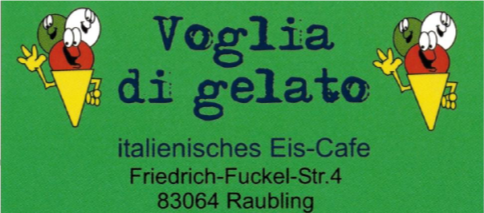 Voglia
di gelato
italienisches Eis-Cafe
Friedrich-Fuckel-Str.4
83064 Raubling